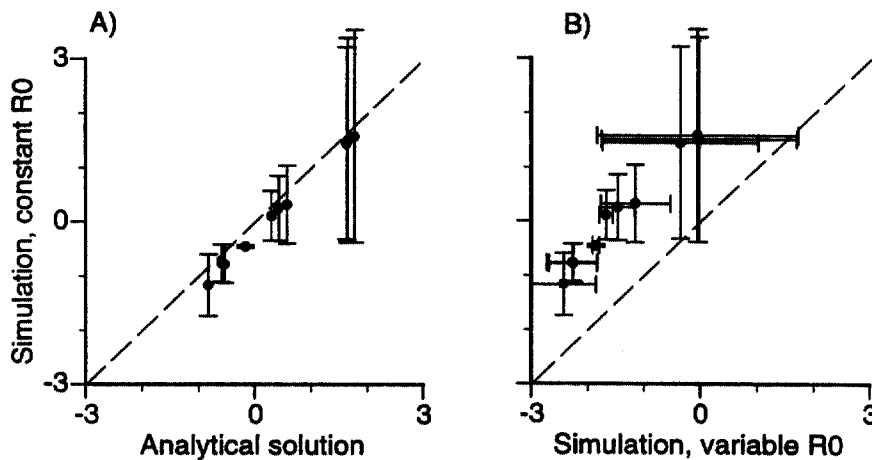 A)
B)
3
0
-3
Simulation, constant R0
-3
0
3
-3
0
3
Analytical solution
Simulation, variable R0